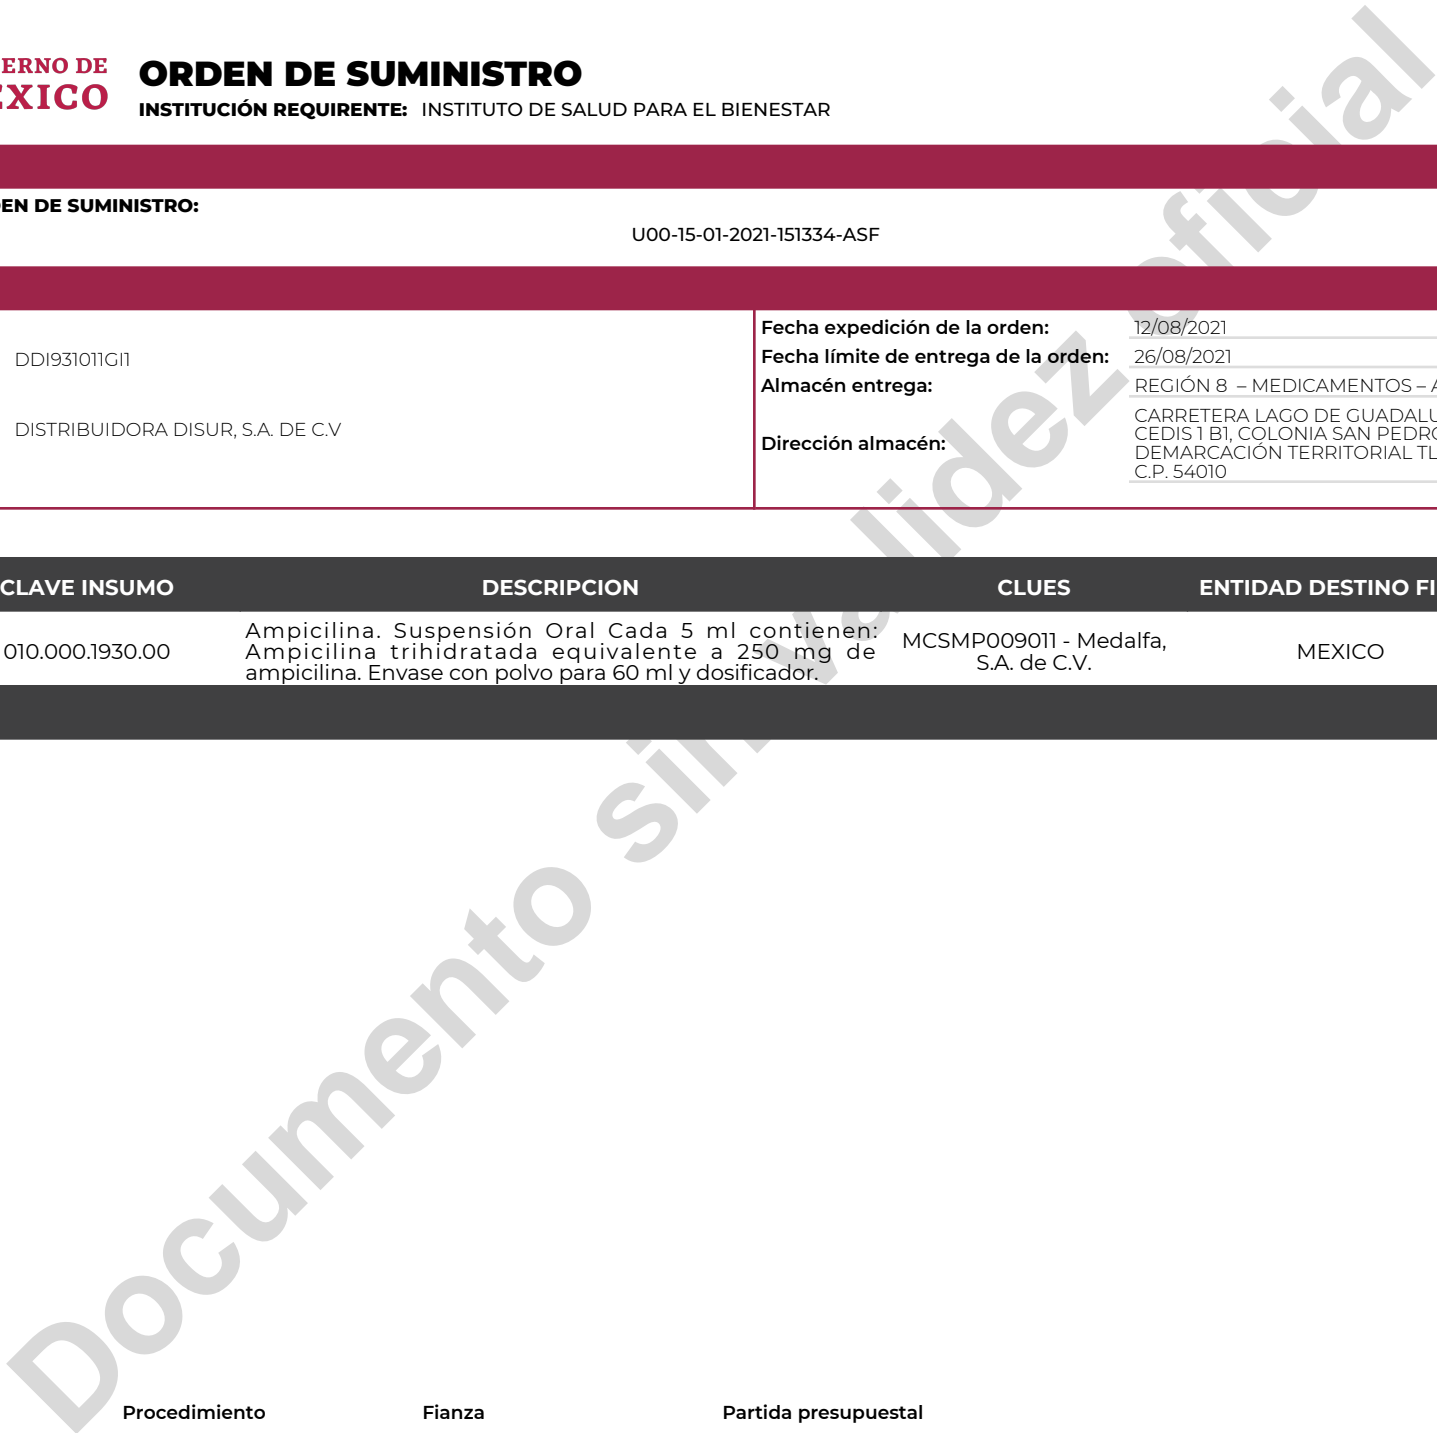 ERNO DE
EXICO
ORDEN DE SUMINISTRO
INSTITUCIÓN REQUIRENTE: INSTITUTO DE SALUD PARA EL BIENESTAR
EN DE SUMINISTRO:
U00-15-01-2021-151334-ASF
DDI931011GI1
DISTRIBUIDORA DISUR, S.A. DE C.V
Fecha expedición de la orden: 12/08/2021
Fecha límite de entrega de la orden: 26/08/2021
Almacén entrega: REGIÓN 8 – MEDICAMENTOS – A
Dirección almacén:
CARRETERA LAGO DE GUADALU
CEDIS 1 B1, COLONIA SAN PEDRO
DEMARCACIÓN TERRITORIAL TL
C.P. 54010
CLAVE INSUMO DESCRIPCION CLUES ENTIDAD DESTINO FI
010.000.1930.00
Ampicilina. Suspensión Oral Cada 5 ml contienen:
Ampicilina trihidratada equivalente a 250 mg de
ampicilina. Envase con polvo para 60 ml y dosificador.
MCSMP009011 - Medalfa,
S.A. de C.V.
MEXICO
Documento sin validez oficial
Procedimiento Fianza Partida presupuestal